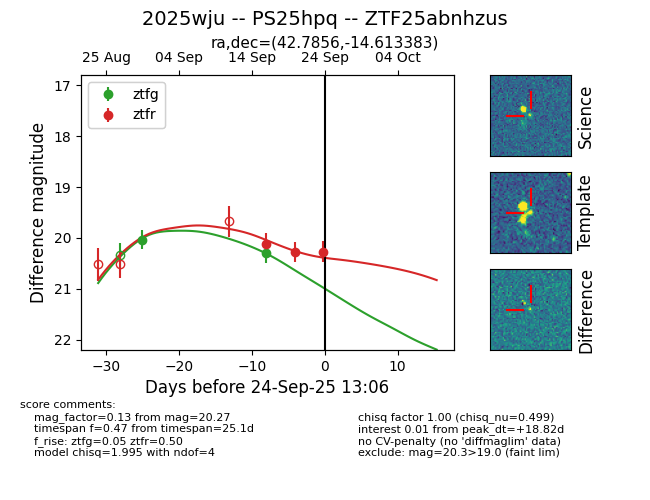 2025wju -- PS25hpq -- ZTF25abnhzus
ra,dec=(42.7856,-14.613383)
25 Aug 04 Sep 14 Sep 24 Sep 04 Oct
17
18
19
20
21
22
Difference magnitude
ztfg
ztfr
−30 −20 −10 0 10
Days before 24-Sep-25 13:06
Science
Template
Difference
score comments:
mag_factor=0.13 from mag=20.27
timespan f=0.47 from timespan=25.1d
f_rise: ztfg=0.05 ztfr=0.50
model chisq=1.995 with ndof=4
chisq factor 1.00 (chisq_nu=0.499)
interest 0.01 from peak_dt=+18.82d
no CV-penalty (no 'diffmaglim' data)
exclude: mag=20.3>19.0 (faint lim)